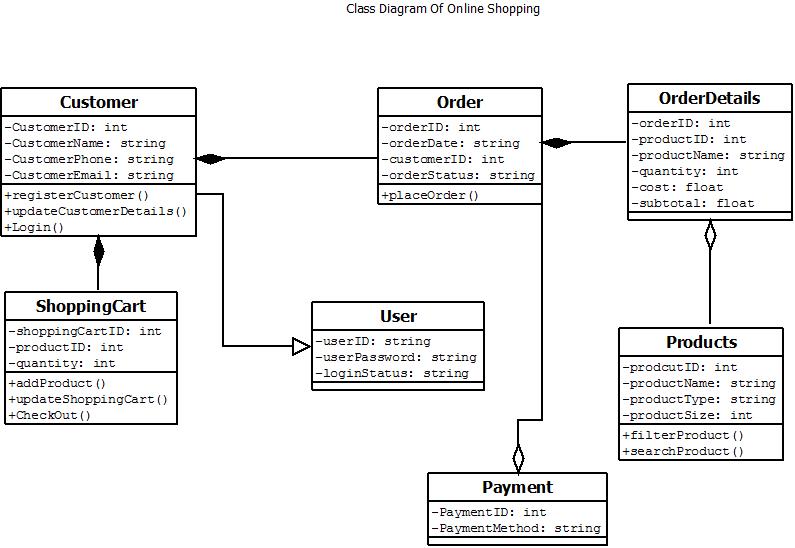 Class Diagram Of Online Shopping
Customer
-CustomerID: int
-CustomerName: string
-CustomerPhone: string
-CustomerEmail: string
+registerCustomer()
+updateCustomerDetails()
+Login()
Order
-orderID: int
-orderDate: string
-customerID: int
-orderStatus: string
+placeOrder()
OrderDetails
-orderID: int
-productID: int
-productName: string
-quantity: int
-cost: float
-subtotal: float
ShoppingCart
-shoppingCartID: int
-productID: int
-quantity: int
+addProduct()
+updateShoppingCart()
+CheckOut()
User
-userID: string
-userPassword: string
-loginStatus: string
Products
-prodcutID: int
-productName: string
-productType: string
-productSize: int
+filterProduct()
+searchProduct()
Payment
-PaymentID: int
-PaymentMethod: string